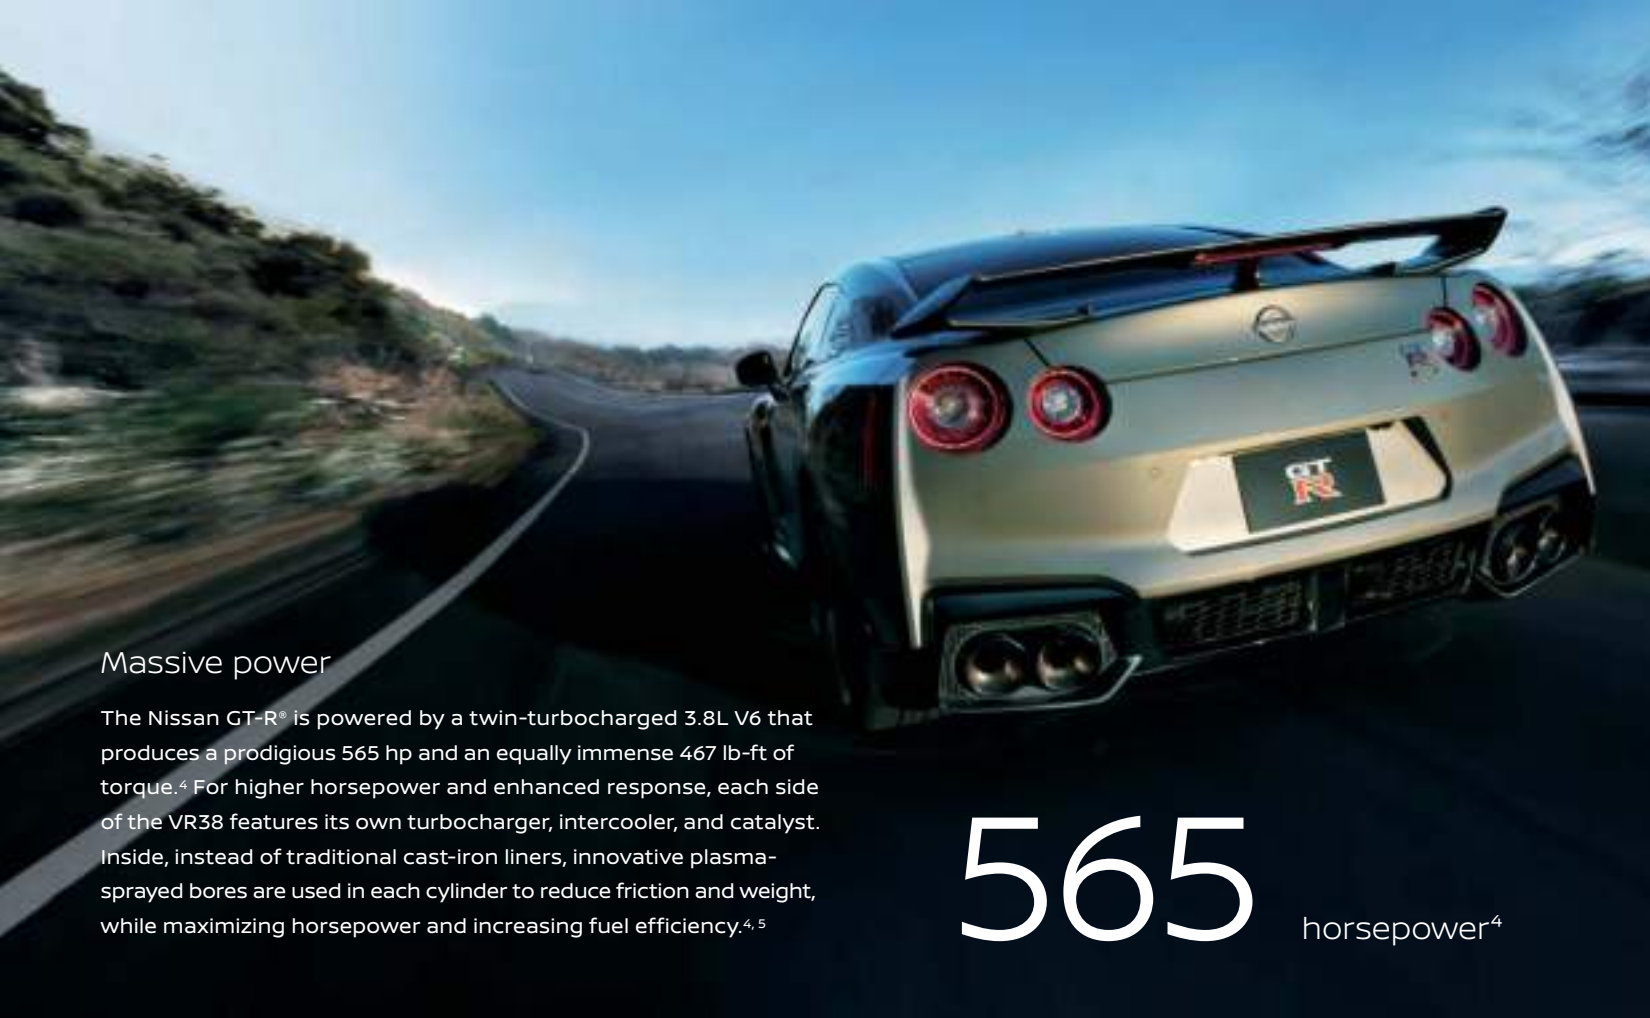 GT
R
Massive power
The Nissan GT-R® is powered by a twin-turbocharged 3.8L V6 that
produces a prodigious 565 hp and an equally immense 467 lb-ft of
torque.⁴ For higher horsepower and enhanced response, each side
of the VR38 features its own turbocharger, intercooler, and catalyst.
Inside, instead of traditional cast-iron liners, innovative plasma-
sprayed bores are used in each cylinder to reduce friction and weight,
while maximizing horsepower and increasing fuel efficiency.⁴,⁵
565 horsepower⁴